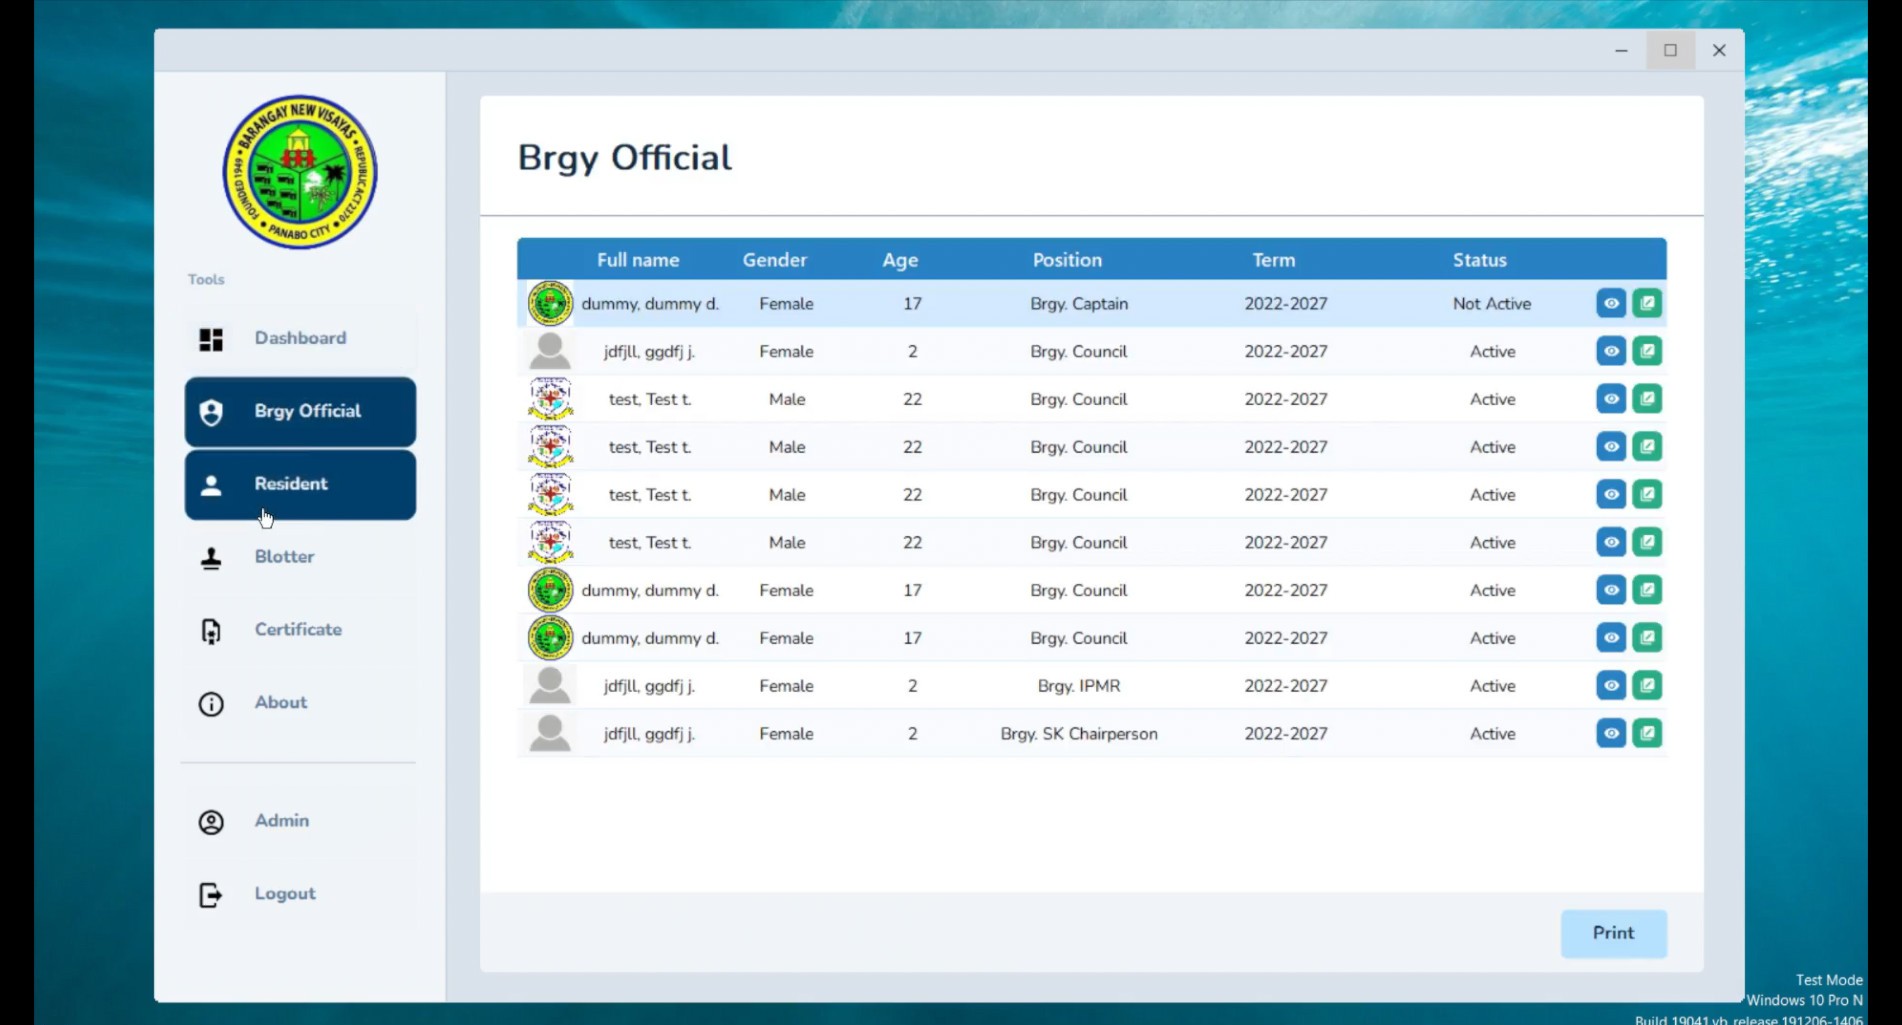 BARANGAY NEW VISAYAS
REPUBLIC ACT 2370
FOUNDED 1949
PANABO CITY
Tools
Dashboard
Brgy Official
Resident
Blotter
Certificate
About
Admin
Logout
Brgy Official
Full name Gender Age Position Term Status
dummy, dummy d. Female 17 Brgy. Captain 2022-2027 Not Active
jdfjll, ggdfj j. Female 2 Brgy. Council 2022-2027 Active
test, Test t. Male 22 Brgy. Council 2022-2027 Active
test, Test t. Male 22 Brgy. Council 2022-2027 Active
test, Test t. Male 22 Brgy. Council 2022-2027 Active
test, Test t. Male 22 Brgy. Council 2022-2027 Active
dummy, dummy d. Female 17 Brgy. Council 2022-2027 Active
dummy, dummy d. Female 17 Brgy. Council 2022-2027 Active
jdfjll, ggdfj j. Female 2 Brgy. IPMR 2022-2027 Active
jdfjll, ggdfj j. Female 2 Brgy. SK Chairperson 2022-2027 Active
Print
Test Mode
Windows 10 Pro N
Build 19041.vb_release.191206-1406